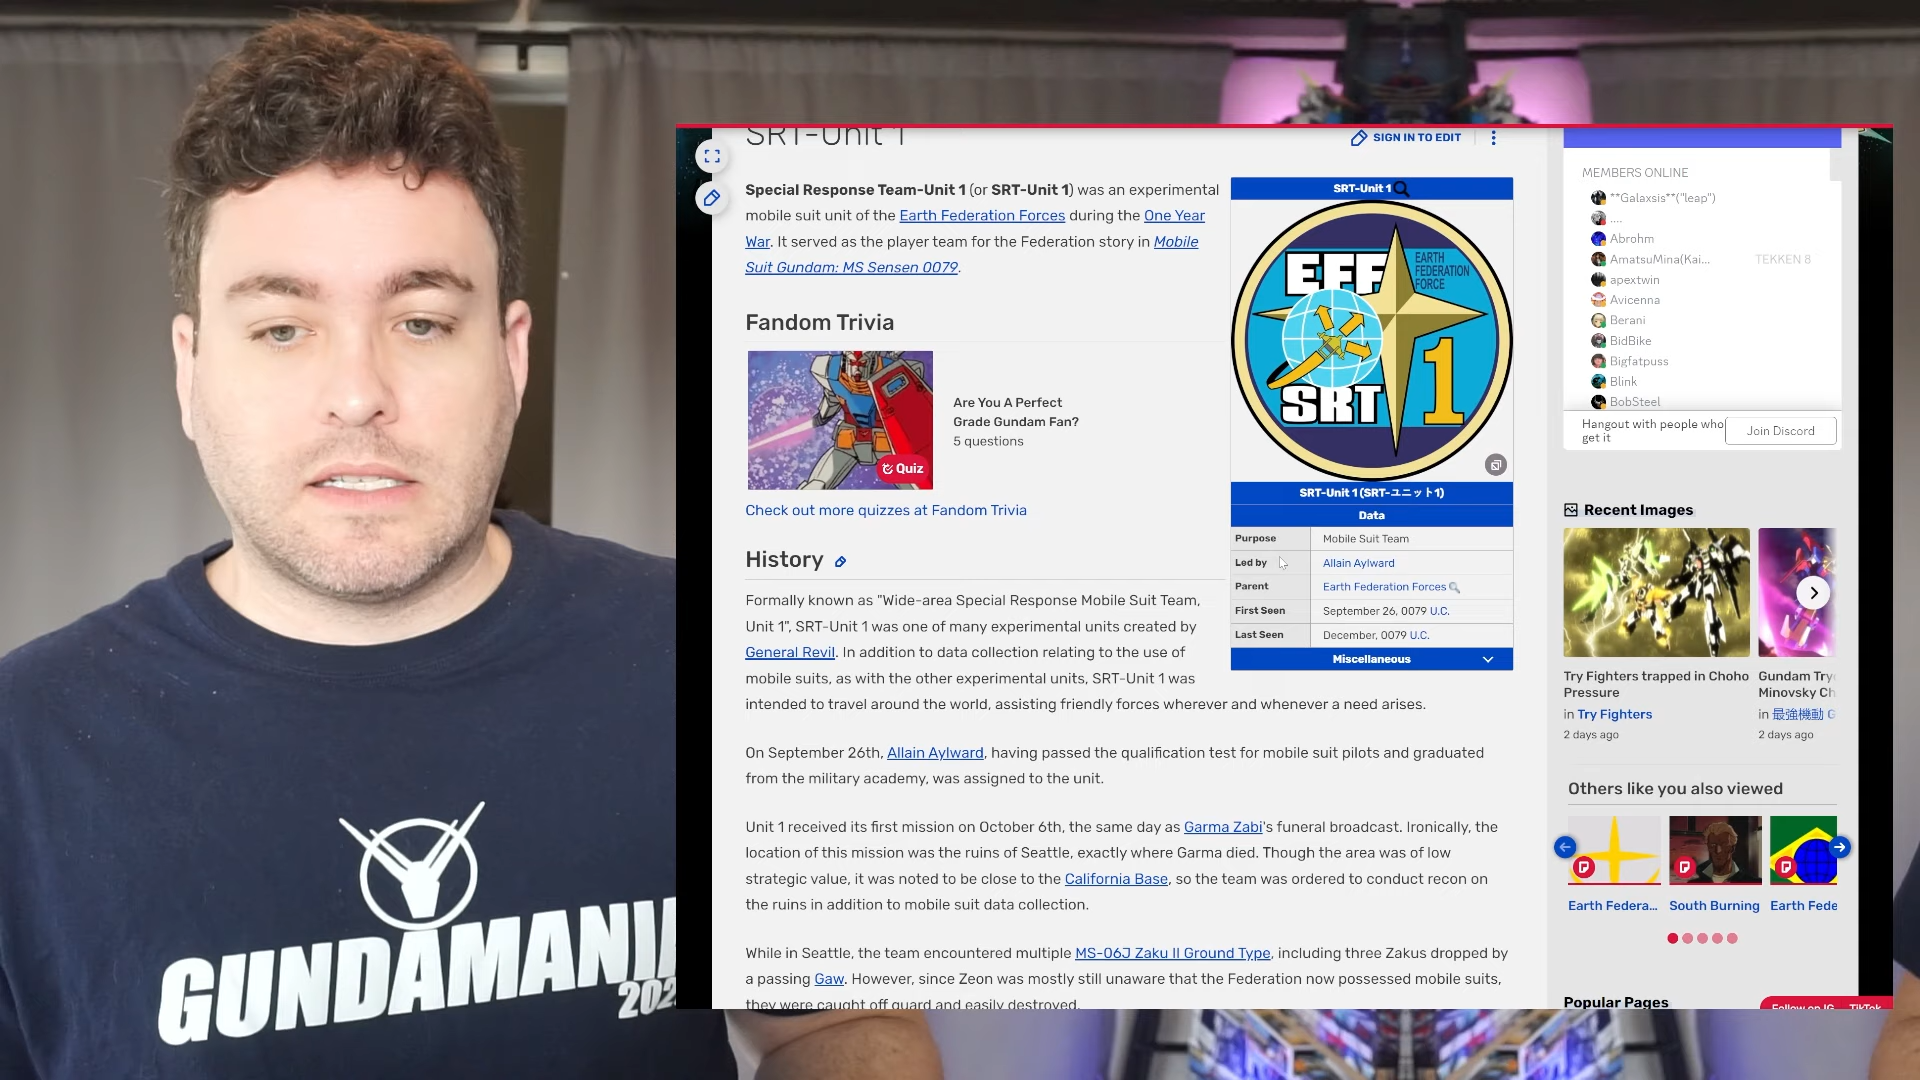 SRT-Unit 1
SIGN IN TO EDIT
Special Response Team-Unit 1 (or SRT-Unit 1) was an experimental
mobile suit unit of the Earth Federation Forces during the One Year
War. It served as the player team for the Federation story in Mobile
Suit Gundam: MS Sensen 0079.
Fandom Trivia
Quiz
Are You A Perfect
Grade Gundam Fan?
5 questions
Check out more quizzes at Fandom Trivia
History
Formally known as "Wide-area Special Response Mobile Suit Team,
Unit 1", SRT-Unit 1 was one of many experimental units created by
General Revil. In addition to data collection relating to the use of
mobile suits, as with the other experimental units, SRT-Unit 1 was
intended to travel around the world, assisting friendly forces wherever and whenever a need arises.
On September 26th, Allain Aylward, having passed the qualification test for mobile suit pilots and graduated
from the military academy, was assigned to the unit.
Unit 1 received its first mission on October 6th, the same day as Garma Zabi's funeral broadcast. Ironically, the
location of this mission was the ruins of Seattle, exactly where Garma died. Though the area was of low
strategic value, it was noted to be close to the California Base, so the team was ordered to conduct recon on
the ruins in addition to mobile suit data collection.
While in Seattle, the team encountered multiple MS-06J Zaku II Ground Type, including three Zakus dropped by
a passing Gaw. However, since Zeon was mostly still unaware that the Federation now possessed mobile suits,
they were caught off guard and easily destroyed.
SRT-Unit 1
EFF
EARTH
FEDERATION
FORCE
SRT
1
SRT-Unit 1 (SRT-ユニット1)
Data
Purpose Mobile Suit Team
Led by Allain Aylward
Parent Earth Federation Forces
First Seen September 26, 0079 U.C.
Last Seen December, 0079 U.C.
Miscellaneous
MEMBERS ONLINE
**Galaxsis**("leap")
....
Abrohm
AmatsuMina(Kai... TEKKEN 8
apextwin
Avicenna
Berani
BidBike
Bigfatpuss
Blink
BobSteel
Hangout with people who
get it
Join Discord
Recent Images
Try Fighters trapped in Choho
Pressure
in Try Fighters
2 days ago
Gundam Try
Minovsky Ch
in 最強機動 G
2 days ago
Others like you also viewed
Earth Federa...
South Burning
Earth Fede
Popular Pages
Follow on IG TikTok
GUNDAMANIA
202